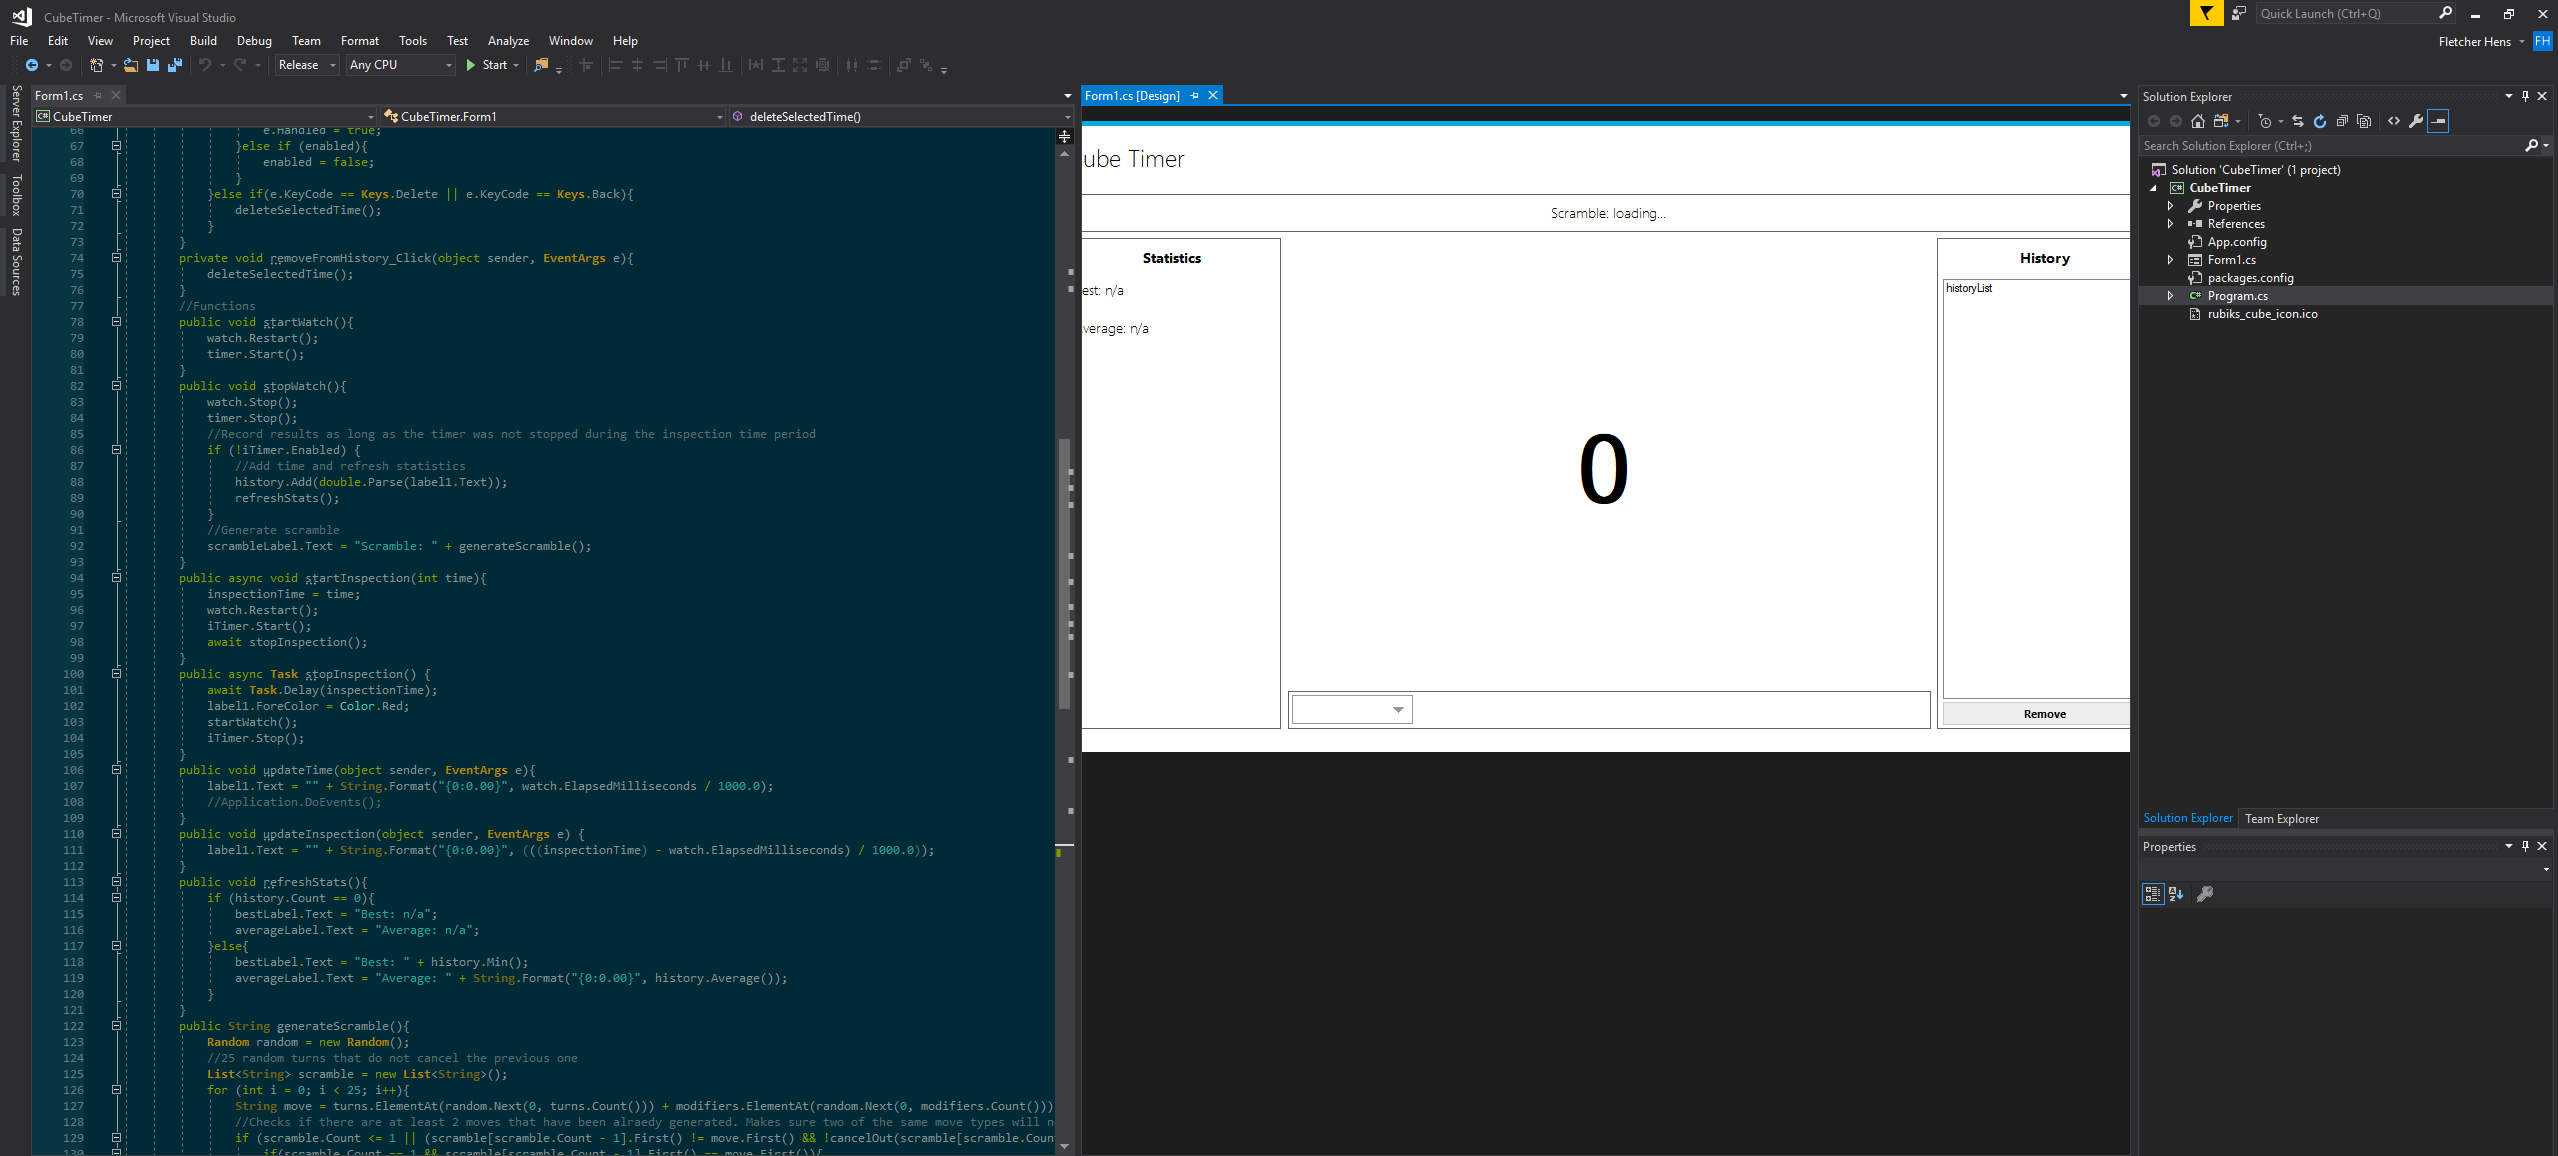 CubeTimer - Microsoft Visual Studio
Quick Launch (Ctrl+Q)
File Edit View Project Build Debug Team Format Tools Test Analyze Window Help
Fletcher Hens FH
Release Any CPU Start
Server Explorer
Toolbox
Data Sources
Form1.cs
CubeTimer CubeTimer.Form1 deleteSelectedTime()
66 e.Handled = true;
67 }else if (enabled){
68 enabled = false;
69 }
70 }else if(e.KeyCode == Keys.Delete || e.KeyCode == Keys.Back){
71 deleteSelectedTime();
72 }
73 }
74 private void removeFromHistory_Click(object sender, EventArgs e){
75 deleteSelectedTime();
76 }
77 //Functions
78 public void startWatch(){
79 watch.Restart();
80 timer.Start();
81 }
82 public void stopWatch(){
83 watch.Stop();
84 timer.Stop();
85 //Record results as long as the timer was not stopped during the inspection time period
86 if (!iTimer.Enabled) {
87 //Add time and refresh statistics
88 history.Add(double.Parse(label1.Text));
89 refreshStats();
90 }
91 //Generate scramble
92 scrambleLabel.Text = "Scramble: " + generateScramble();
93 }
94 public async void startInspection(int time){
95 inspectionTime = time;
96 watch.Restart();
97 iTimer.Start();
98 await stopInspection();
99 }
100 public async Task stopInspection() {
101 await Task.Delay(inspectionTime);
102 label1.ForeColor = Color.Red;
103 startWatch();
104 iTimer.Stop();
105 }
106 public void updateTime(object sender, EventArgs e){
107 label1.Text = "" + String.Format("{0:0.00}", watch.ElapsedMilliseconds / 1000.0);
108 //Application.DoEvents();
109 }
110 public void updateInspection(object sender, EventArgs e) {
111 label1.Text = "" + String.Format("{0:0.00}", (((inspectionTime) - watch.ElapsedMilliseconds) / 1000.0));
112 }
113 public void refreshStats(){
114 if (history.Count == 0){
115 bestLabel.Text = "Best: n/a";
116 averageLabel.Text = "Average: n/a";
117 }else{
118 bestLabel.Text = "Best: " + history.Min();
119 averageLabel.Text = "Average: " + String.Format("{0:0.00}", history.Average());
120 }
121 }
122 public String generateScramble(){
123 Random random = new Random();
124 //25 random turns that do not cancel the previous one
125 List<String> scramble = new List<String>();
126 for (int i = 0; i < 25; i++){
127 String move = turns.ElementAt(random.Next(0, turns.Count())) + modifiers.ElementAt(random.Next(0, modifiers.Count()))
128 //Checks if there are at least 2 moves that have been alraedy generated. Makes sure two of the same move types will n
129 if (scramble.Count <= 1 || (scramble[scramble.Count - 1].First() != move.First() && !cancelOut(scramble[scramble.Coun
130 if(scramble.Count == 1 && scramble[scramble.Count - 1].First() == move.First()){
Form1.cs [Design]
ube Timer
Scramble: loading...
Statistics
est: n/a
verage: n/a
0
History
historyList
Remove
Solution Explorer
Search Solution Explorer (Ctrl+;)
Solution 'CubeTimer' (1 project)
CubeTimer
Properties
References
App.config
Form1.cs
packages.config
Program.cs
rubiks_cube_icon.ico
Solution Explorer Team Explorer
Properties